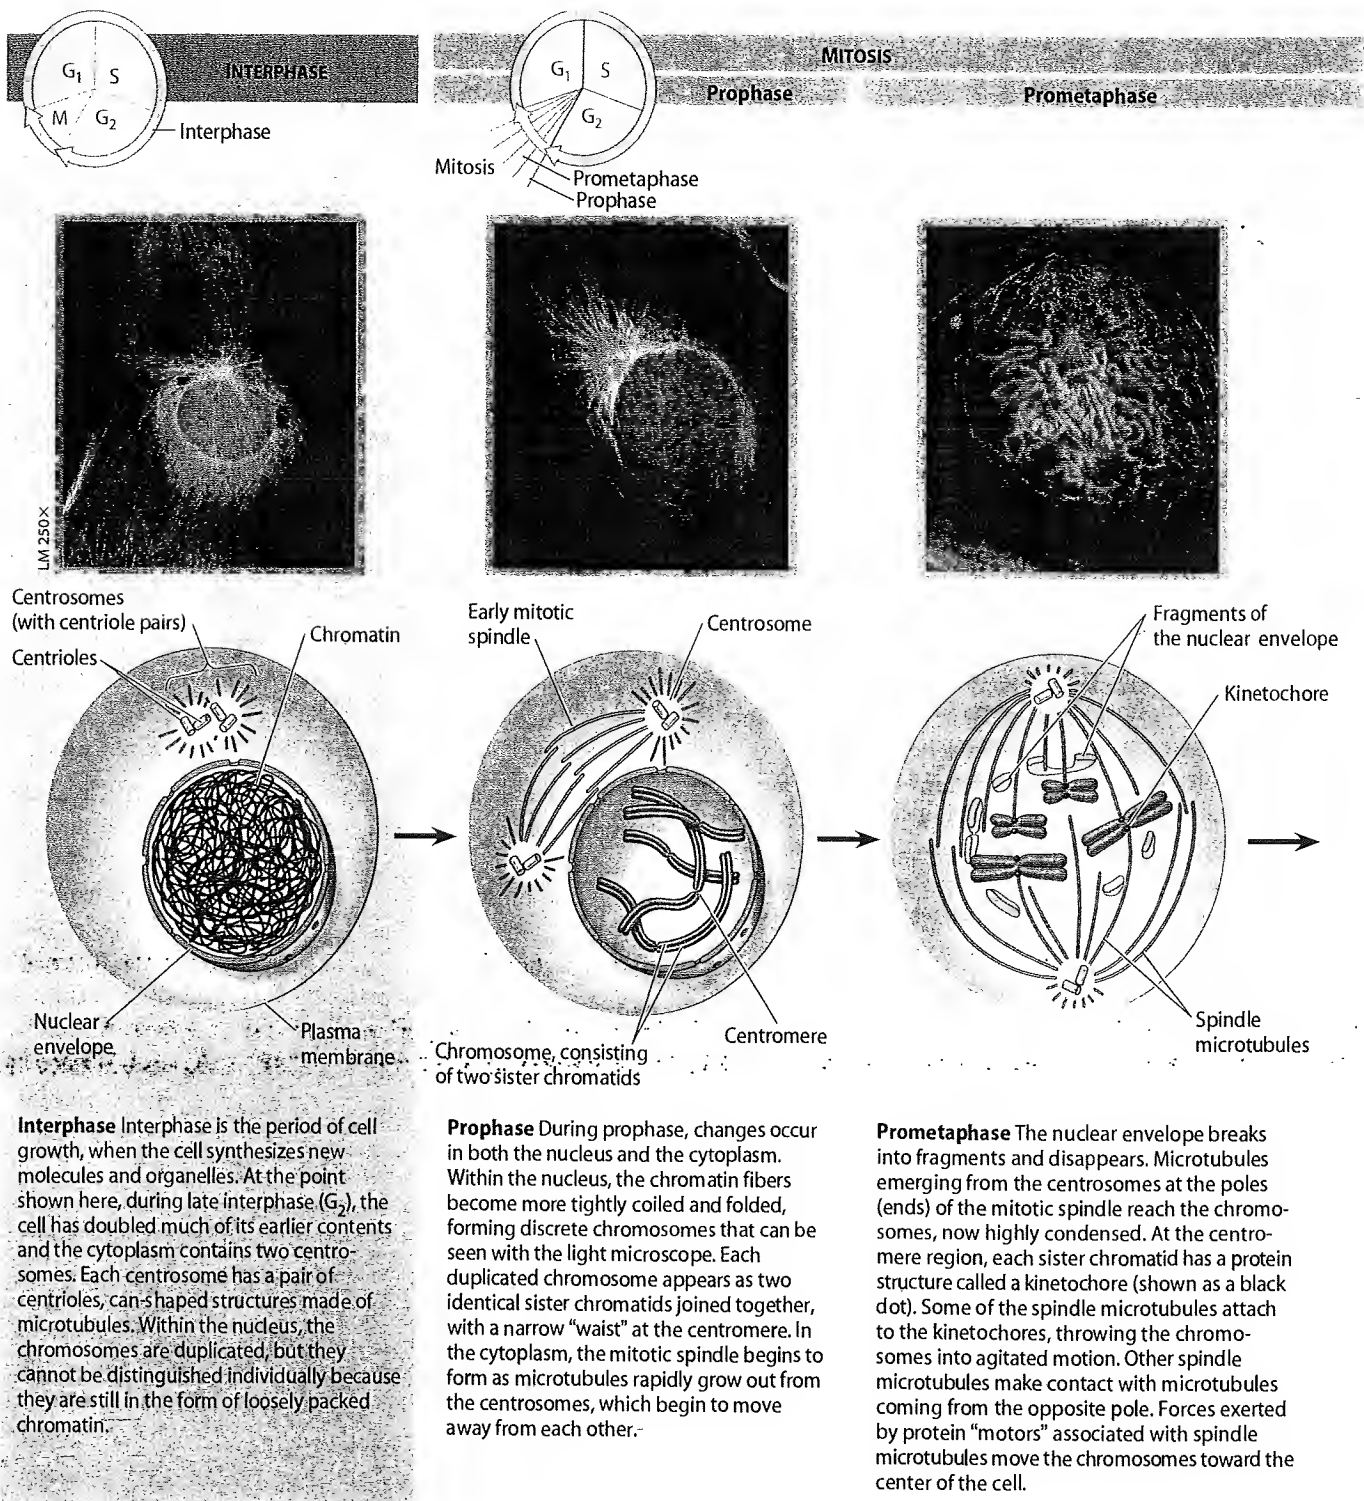 INTERPHASE
G1
S
M
G2
Interphase
MITOSIS
Prophase
Prometaphase
G1
S
G2
Mitosis
Prometaphase
Prophase
LM 250×
Centrosomes
(with centriole pairs)
Centrioles
Chromatin
Nuclear
envelope
Plasma
membrane
Early mitotic
spindle
Centrosome
Centromere
Chromosome, consisting
of two sister chromatids
Fragments of
the nuclear envelope
Kinetochore
Spindle
microtubules
Interphase Interphase is the period of cell
growth, when the cell synthesizes new
molecules and organelles. At the point
shown here, during late interphase (G2), the
cell has doubled much of its earlier contents
and the cytoplasm contains two centro-
somes. Each centrosome has a pair of
centrioles, can-shaped structures made of
microtubules. Within the nucleus, the
chromosomes are duplicated, but they
cannot be distinguished individually because
they are still in the form of loosely packed
chromatin.
Prophase During prophase, changes occur
in both the nucleus and the cytoplasm.
Within the nucleus, the chromatin fibers
become more tightly coiled and folded,
forming discrete chromosomes that can be
seen with the light microscope. Each
duplicated chromosome appears as two
identical sister chromatids joined together,
with a narrow “waist” at the centromere. In
the cytoplasm, the mitotic spindle begins to
form as microtubules rapidly grow out from
the centrosomes, which begin to move
away from each other.
Prometaphase The nuclear envelope breaks
into fragments and disappears. Microtubules
emerging from the centrosomes at the poles
(ends) of the mitotic spindle reach the chromo-
somes, now highly condensed. At the centro-
mere region, each sister chromatid has a protein
structure called a kinetochore (shown as a black
dot). Some of the spindle microtubules attach
to the kinetochores, throwing the chromo-
somes into agitated motion. Other spindle
microtubules make contact with microtubules
coming from the opposite pole. Forces exerted
by protein “motors” associated with spindle
microtubules move the chromosomes toward the
center of the cell.